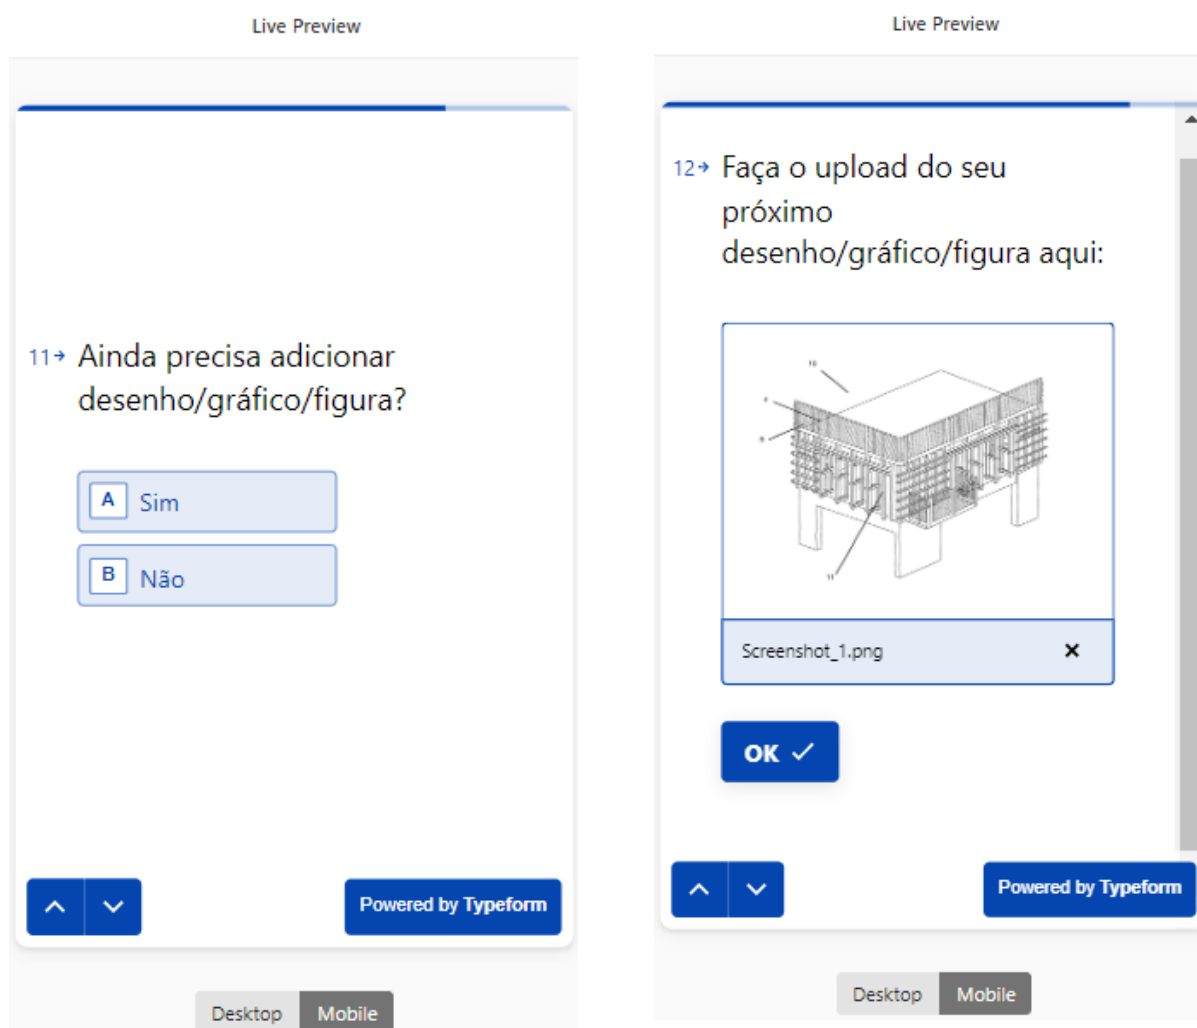 Live Preview
11→ Ainda precisa adicionar
desenho/gráfico/figura?
A Sim
B Não
Powered by Typeform
Desktop Mobile
Live Preview
12→ Faça o upload do seu
próximo
desenho/gráfico/figura aqui:
11
Screenshot_1.png
OK
Powered by Typeform
Desktop Mobile